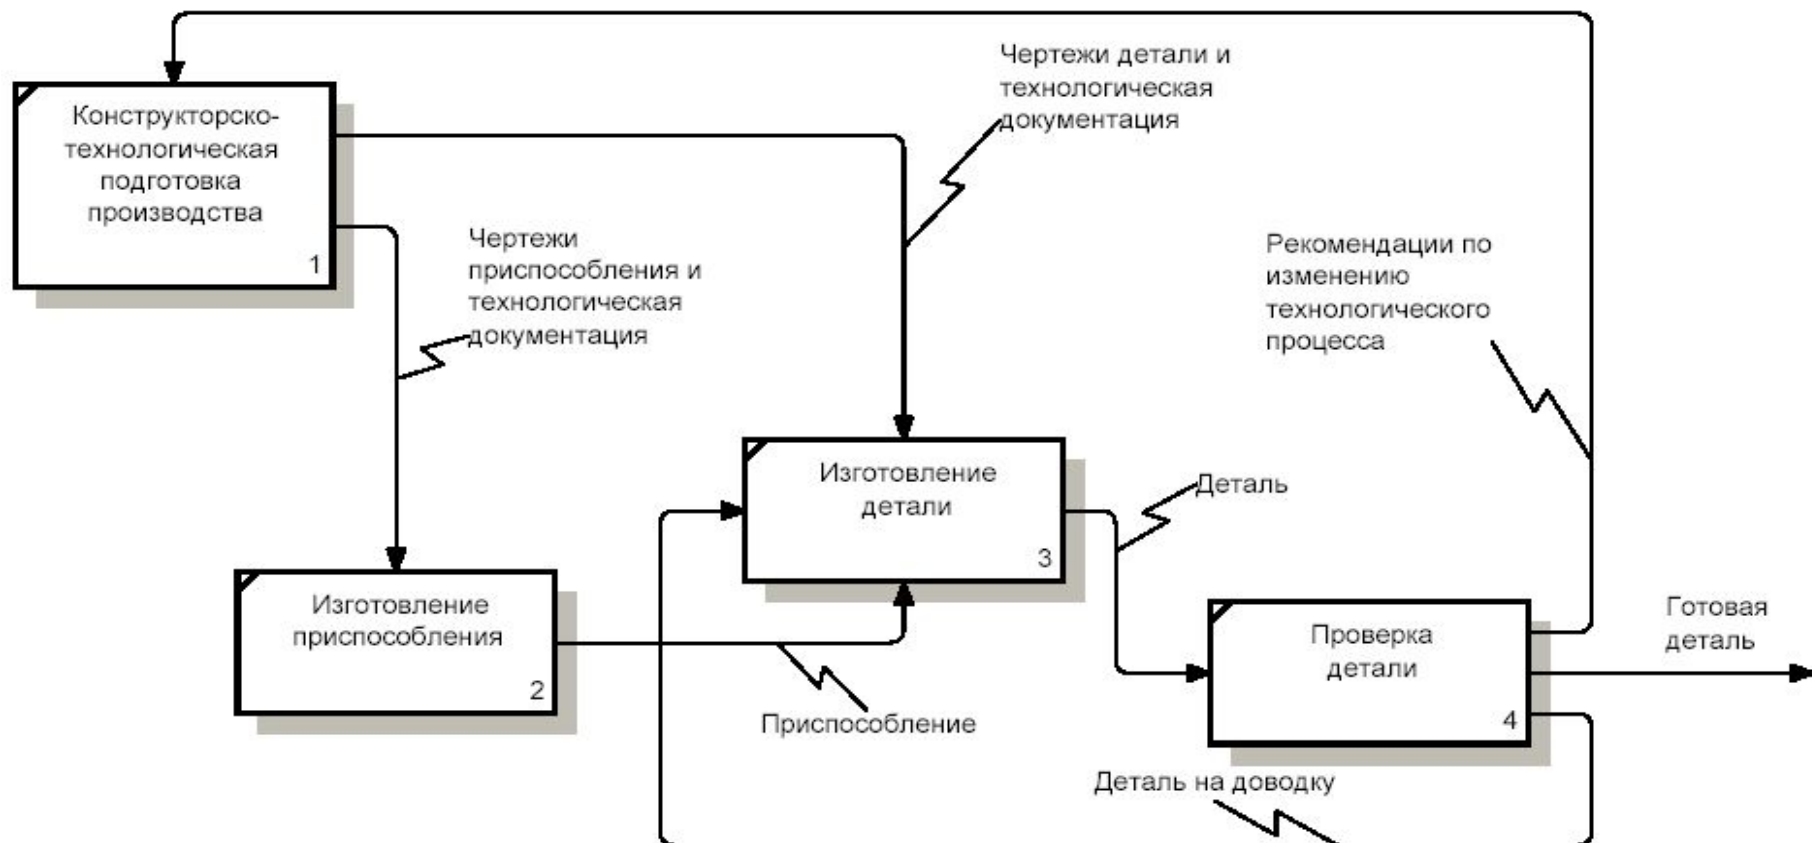 Чертежи детали и
технологическая
документация
Конструкторско-
технологическая
подготовка
производства
1
Чертежи
приспособления и
технологическая
документация
Рекомендации по
изменению
технологического
процесса
Изготовление
детали
3
Деталь
Изготовление
приспособления
2
Приспособление
Проверка
детали
4
Готовая
деталь
Деталь на доводку